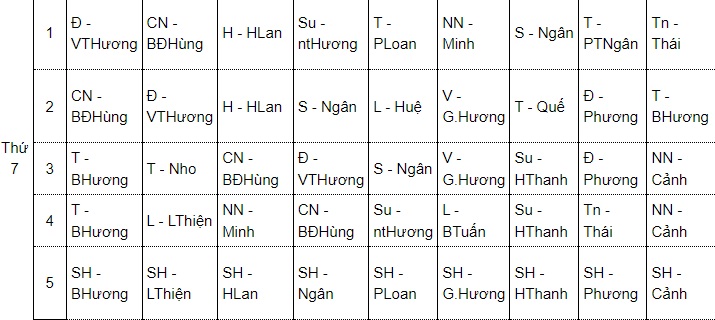 Thứ 7
1
Đ - VTHương
CN - BĐHùng
H - HLan
Su - ntHương
T - PLoan
NN - Minh
S - Ngân
T - PTNgân
Tn - Thái
2
CN - BĐHùng
Đ - VTHương
H - HLan
S - Ngân
L - Huệ
V - G.Hương
T - Quế
Đ - Phương
T - BHương
3
T - BHương
T - Nho
CN - BĐHùng
Đ - VTHương
S - Ngân
V - G.Hương
Su - HThanh
Đ - Phương
NN - Cảnh
4
T - BHương
L - LThiện
NN - Minh
CN - BĐHùng
Su - ntHương
L - BTuấn
Su - HThanh
Tn - Thái
NN - Cảnh
5
SH - BHương
SH - LThiện
SH - HLan
SH - Ngân
SH - PLoan
SH - G.Hương
SH - HThanh
SH - Phương
SH - Cảnh